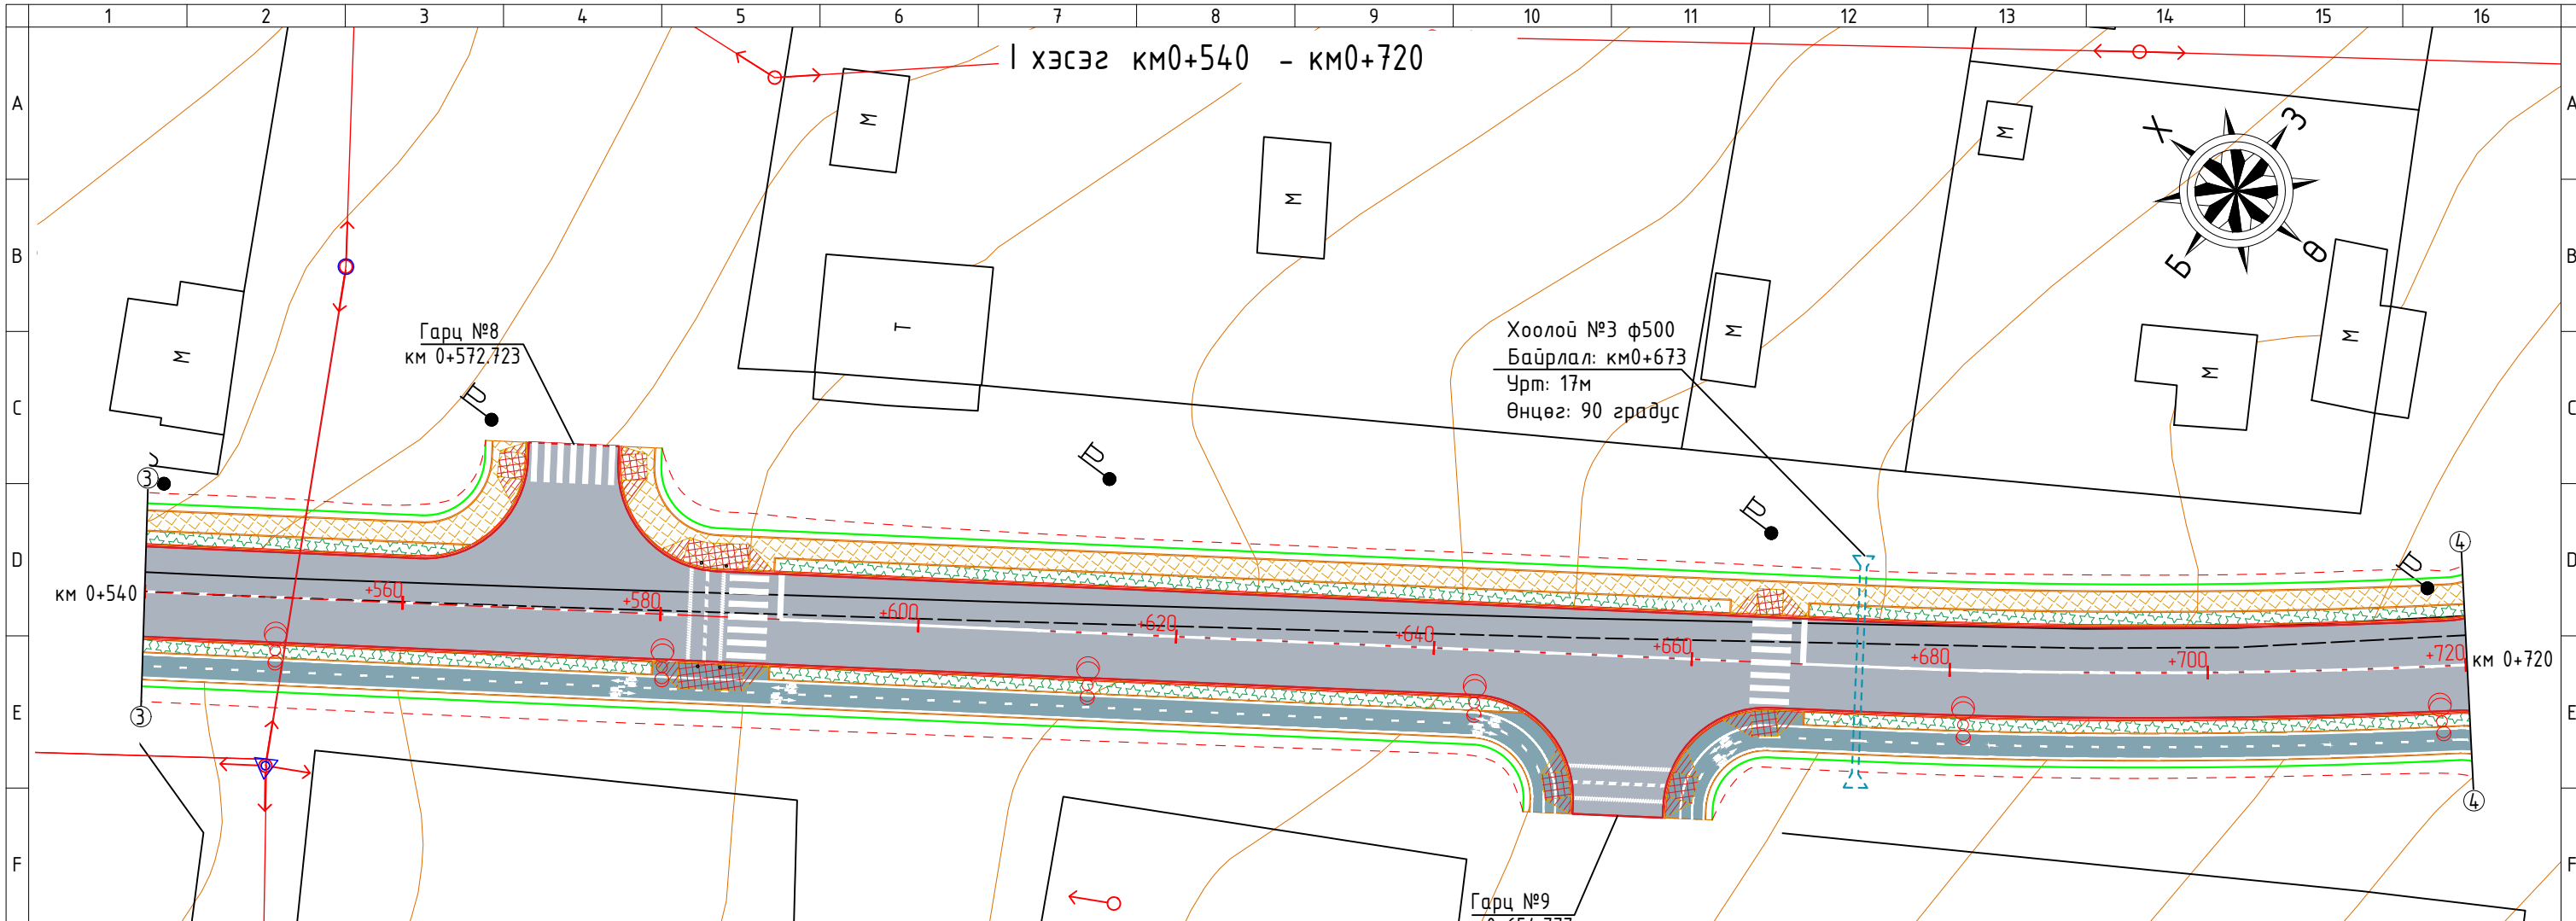 1 2 3 4 5 6 7 8 9 10 11 12 13 14 15 16
I хэсэг км0+540 - км0+720
A A
М
М
Х З
Б Ө
B B
М
Гарц №8
км 0+572.723
Т
М
Хоолой №3 ф500
Байрлал: км0+673
Урт: 17м
Өнцөг: 90 градус
М
М
М
М
C C
3
4
D D
км 0+540
+560
+580
+600
+620
+640
+660
+680
+700
+720
км 0+720
3
4
E E
F F
Гарц №9